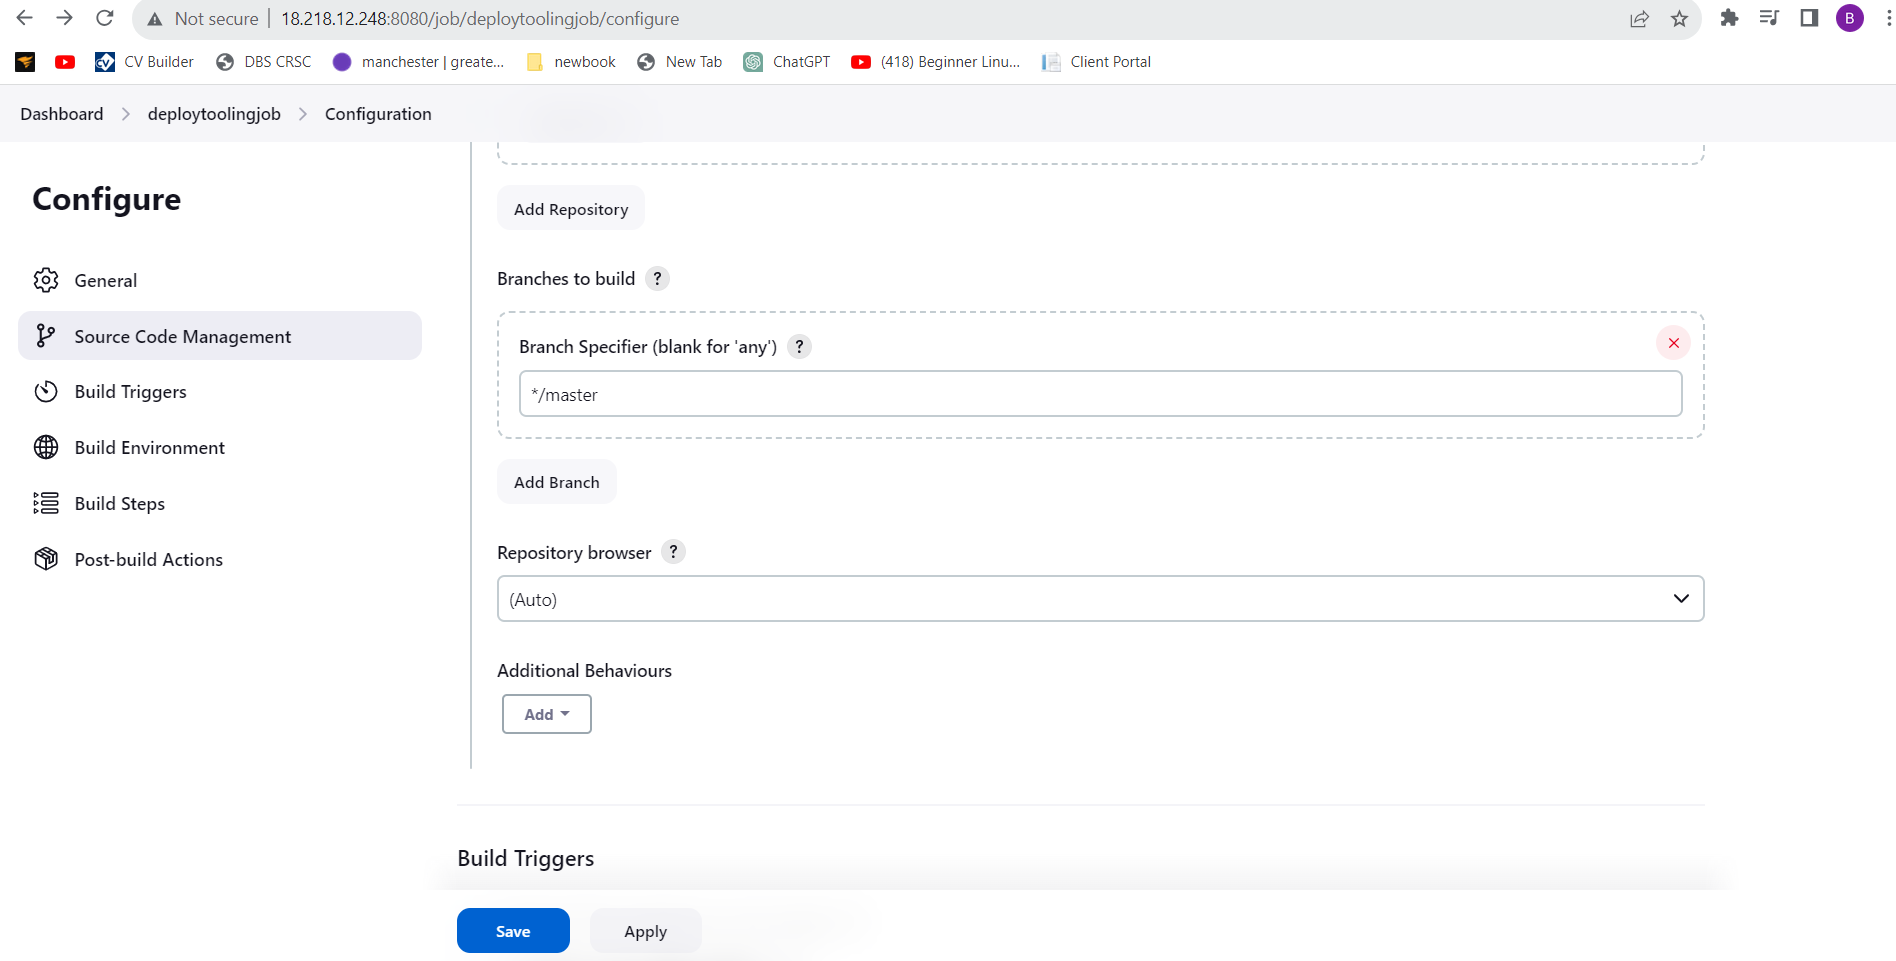 Not secure | 18.218.12.248:8080/job/deploytoolingjob/configure B
CV CV Builder DBS CRSC manchester | greate... newbook New Tab ChatGPT (418) Beginner Linu... Client Portal
Dashboard > deploytoolingjob > Configuration
Configure
General
Source Code Management
Build Triggers
Build Environment
Build Steps
Post-build Actions
Add Repository
Branches to build ?
Branch Specifier (blank for 'any') ?
*/master
Add Branch
Repository browser ?
(Auto)
Additional Behaviours
Add
Build Triggers
Save Apply